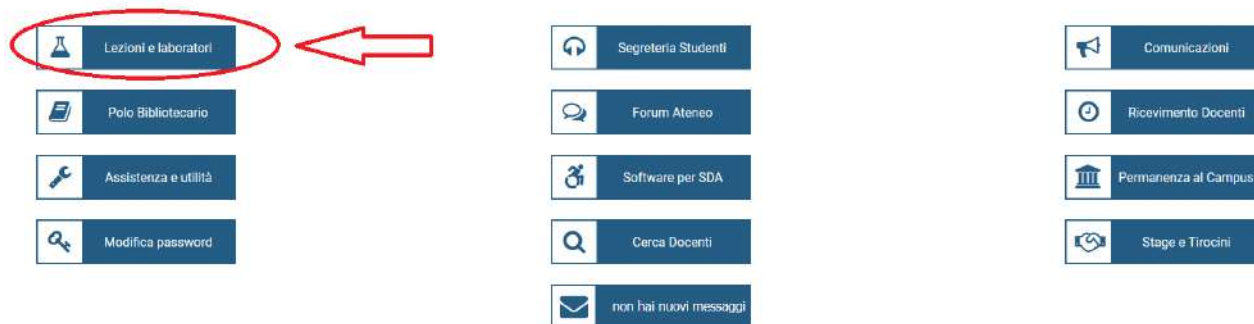 Lezioni e laboratori
Polo Bibliotecario
Assistenza e utilità
Modifica password
Segreteria Studenti
Forum Ateneo
Software per SDA
Cerca Docenti
non hai nuovi messaggi
Comunicazioni
Ricevimento Docenti
Permanenza al Campus
Stage e Tirocini